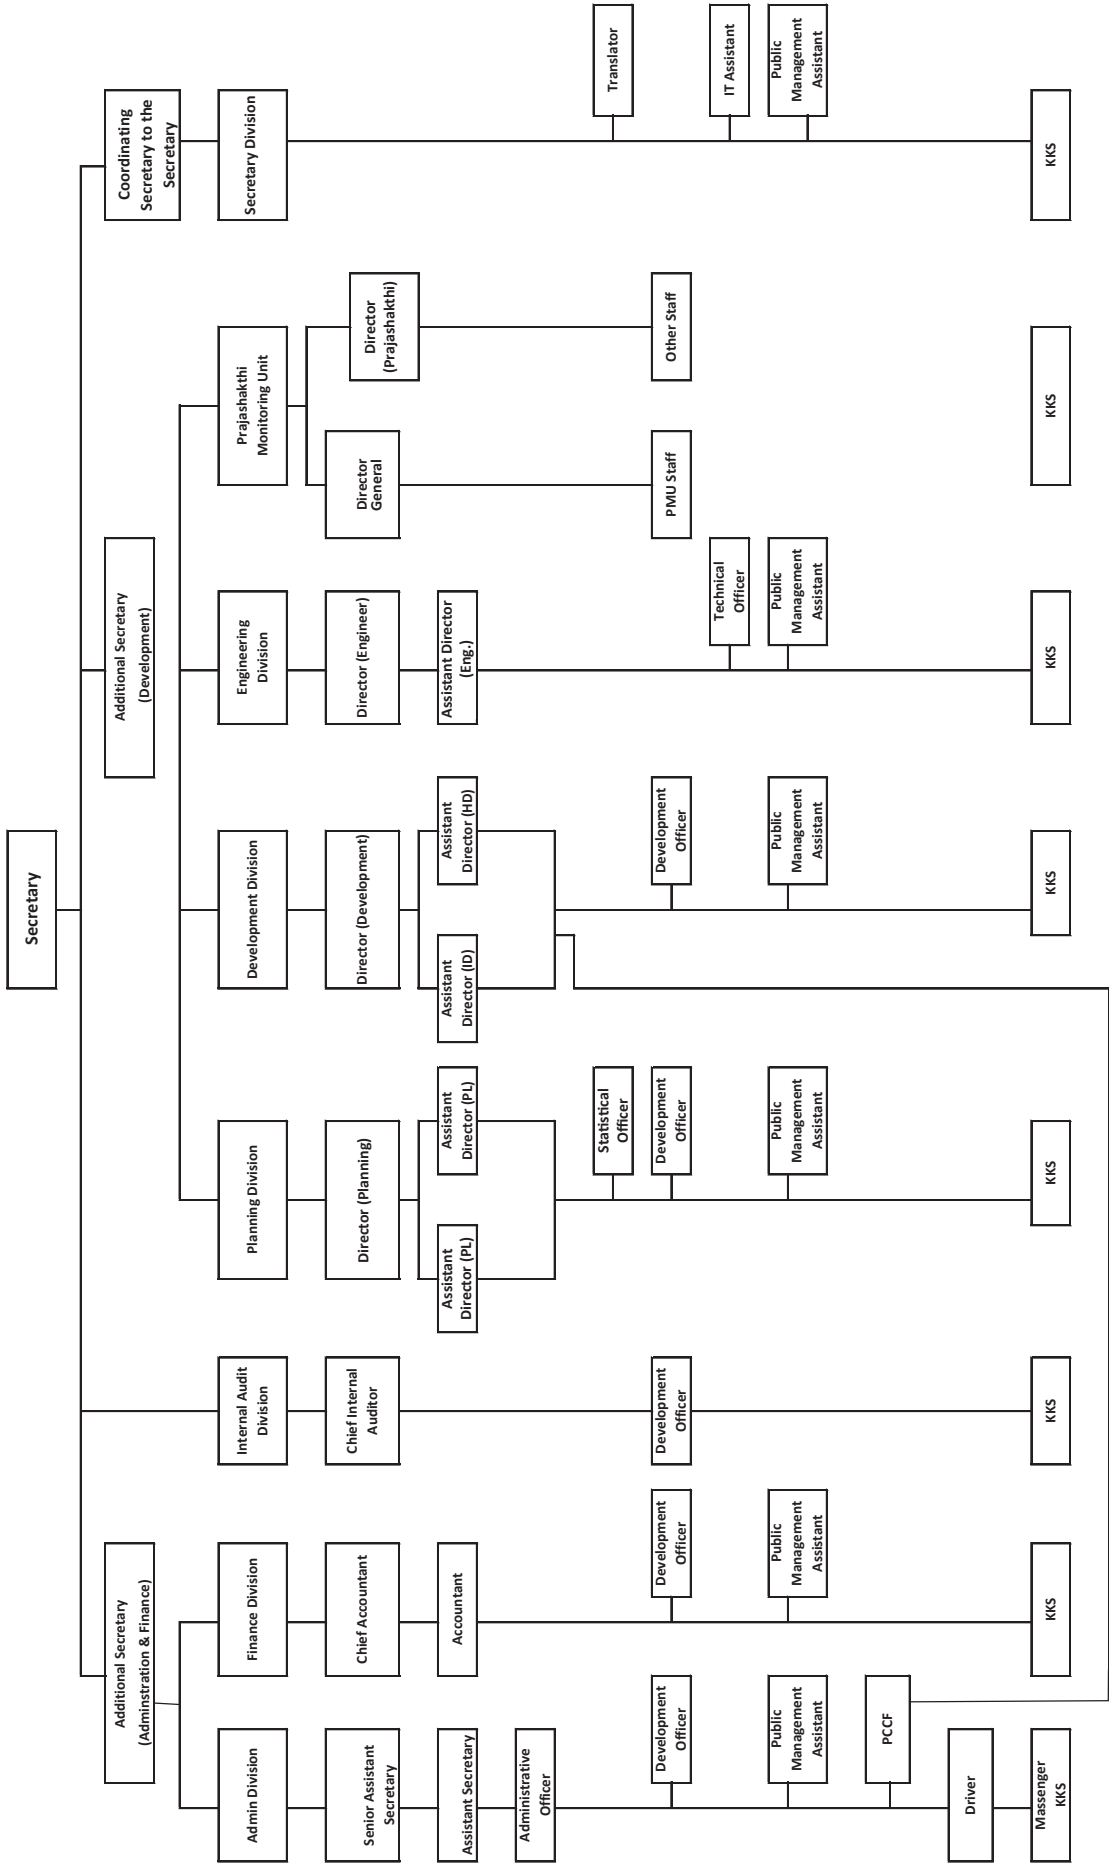 Secretary
Additional Secretary
(Adminstration & Finance)
Additional Secretary
(Development)
Coordinating
Secretary to the
Secretary
Admin Division
Finance Division
Internal Audit
Division
Planning Division
Development Division
Engineering
Division
Prajashakthi
Monitoring Unit
Secretary Division
Senior Assistant
Secretary
Chief Accountant
Chief Internal
Auditor
Director (Planning)
Director (Development)
Director (Engineer)
Director
General
Director
(Prajashakthi)
Assistant Secretary
Accountant
Assistant
Director (PL)
Assistant
Director (PL)
Assistant
Director (ID)
Assistant
Director (HD)
Assistant Director
(Eng.)
Administrative
Officer
Statistical
Officer
Translator
Development
Officer
Development
Officer
Development
Officer
Development
Officer
Development
Officer
PMU Staff
Other Staff
Technical
Officer
IT Assistant
Public
Management
Assistant
Public
Management
Assistant
Public
Management
Assistant
Public
Management
Assistant
Public
Management
Assistant
Public
Management
Assistant
PCCF
Driver
Massenger
KKS
KKS
KKS
KKS
KKS
KKS
KKS
KKS